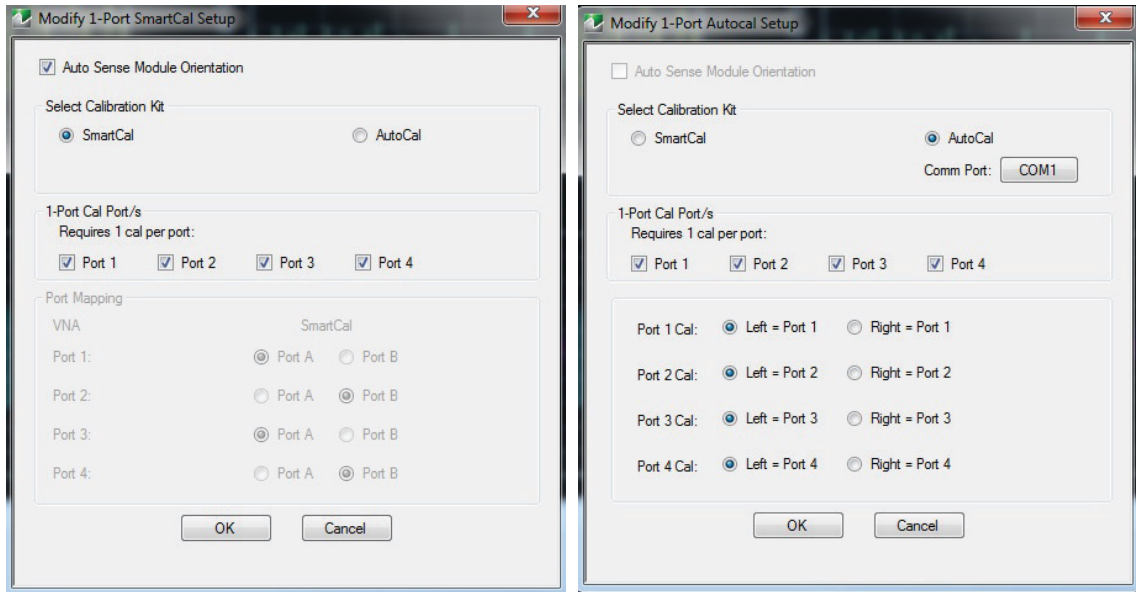 Modify 1-Port SmartCal Setup
Auto Sense Module Orientation
Select Calibration Kit
SmartCal AutoCal
1-Port Cal Port/s
Requires 1 cal per port:
Port 1 Port 2 Port 3 Port 4
Port Mapping
VNA SmartCal
Port 1: Port A Port B
Port 2: Port A Port B
Port 3: Port A Port B
Port 4: Port A Port B
OK Cancel
Modify 1-Port Autocal Setup
Auto Sense Module Orientation
Select Calibration Kit
SmartCal AutoCal
Comm Port: COM1
1-Port Cal Port/s
Requires 1 cal per port:
Port 1 Port 2 Port 3 Port 4
Port 1 Cal: Left = Port 1 Right = Port 1
Port 2 Cal: Left = Port 2 Right = Port 2
Port 3 Cal: Left = Port 3 Right = Port 3
Port 4 Cal: Left = Port 4 Right = Port 4
OK Cancel